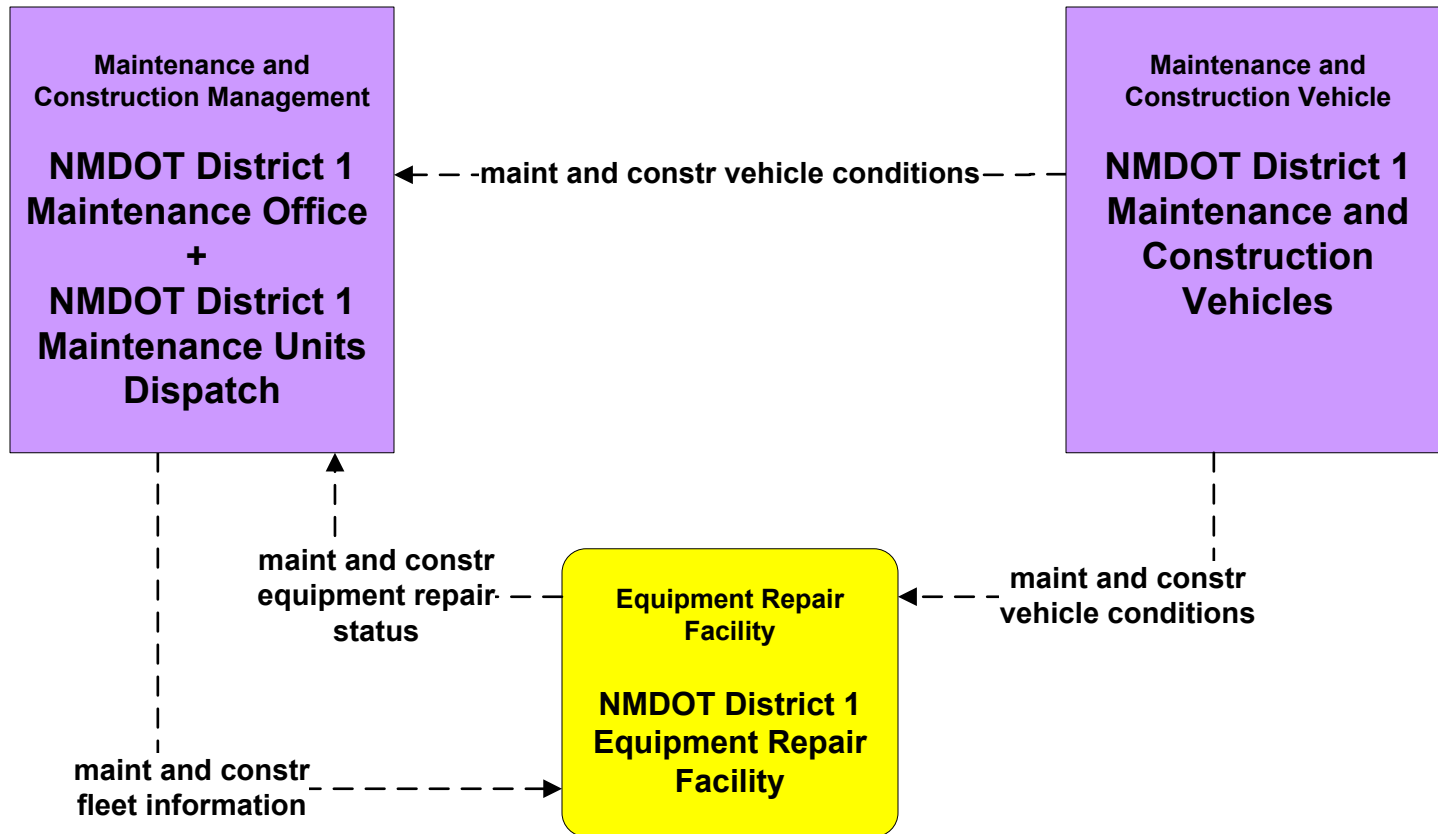 Maintenance and
Construction Management
NMDOT District 1
Maintenance Office
+
NMDOT District 1
Maintenance Units
Dispatch
maint and constr vehicle conditions
Maintenance and
Construction Vehicle
NMDOT District 1
Maintenance and
Construction
Vehicles
maint and constr
equipment repair
status
Equipment Repair
Facility
NMDOT District 1
Equipment Repair
Facility
maint and constr
vehicle conditions
maint and constr
fleet information